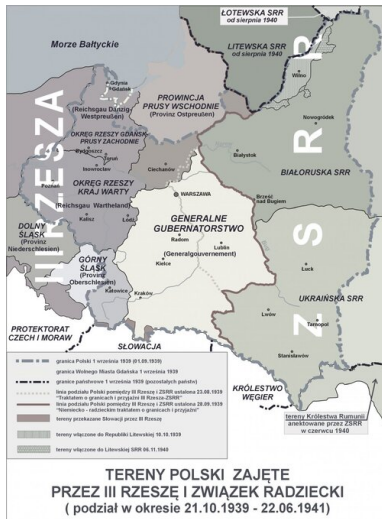 ŁOTEWSKA SRR
od sierpnia 1940
Morze Bałtyckie
LITEWSKA SRR
od sierpnia 1940
Wilno
Gdynia
Gdańsk
(Reichsgau Danzig
Westpreußen)
PROWINCJA
PRUSY WSCHODNIE
(Provinz Ostpreußen)
Nowogródek
OKRĘG RZESZY GDAŃSK
PRUSY ZACHODNIE
Bydgoszcz
Toruń
Inowrocław
Ciechanów
Białystok
BIAŁORUSKA SRR
III RZESZA
Z S R R
Poznań
OKRĘG RZESZY
KRAJ WARTY
(Reichsgau Wartheland)
Kalisz
Łódź
WARSZAWA
Brześć
nad Bugiem
GENERALNE
GUBERNATORSTWO
(Generalgouvernement)
Radom
Lublin
Kielce
DOLNY
ŚLĄSK
(Provinz
Niederschlesien)
GÓRNY
ŚLĄSK
(Provinz
Oberschlesien)
Katowice
Kraków
Łuck
UKRAIŃSKA SRR
Lwów
Tarnopol
Stanisławów
PROTEKTORAT
CZECH I MORAW
SŁOWACJA
KRÓLESTWO
WĘGIER
tereny Królestwa Rumunii
anektowane przez ZSRR
w czerwcu 1940
granica Polski 1 września 1939 (01.09.1939)
granica Wolnego Miasta Gdańska 1 września 1939
granice państwowe 1 września 1939 (pozostałych państw)
linia podziału Polski pomiędzy III Rzeszę i ZSRR ustalona 23.08.1939
"Traktatem o granicach i przyjaźni III Rzesza-ZSRR"
linia podziału Polski pomiędzy III Rzeszę i ZSRR ustalona 28.09.1939
"Niemiecko - radzieckim traktatem o granicach i przyjaźni"
tereny przekazane Słowacji przez III Rzeszę
tereny włączone do Republiki Litewskiej 10.10.1939
tereny włączone do Litewskiej SRR 06.11.1940
TERENY POLSKI ZAJĘTE
PRZEZ III RZESZĘ I ZWIĄZEK RADZIECKI
( podział w okresie 21.10.1939 - 22.06.1941)